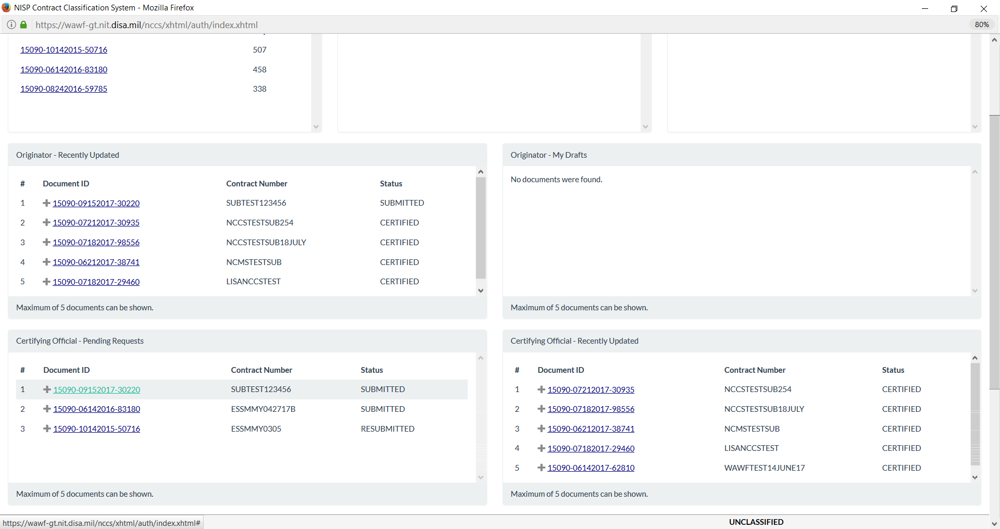 NISP Contract Classification System - Mozilla Firefox
https://wawf-gt.nit.disa.mil/nccs/xhtml/auth/index.xhtml 80%
15090-10142015-50716 507
15090-06142016-83180 458
15090-08242016-59785 338
Originator - Recently Updated
# Document ID Contract Number Status
1 15090-09152017-30220 SUBTEST123456 SUBMITTED
2 15090-07212017-30935 NCCSTESTSUB254 CERTIFIED
3 15090-07182017-98556 NCCSTESTSUB18JULY CERTIFIED
4 15090-06212017-38741 NCMSTESTSUB CERTIFIED
5 15090-07182017-29460 LISANCCSTEST CERTIFIED
Maximum of 5 documents can be shown.
Originator - My Drafts
No documents were found.
Maximum of 5 documents can be shown.
Certifying Official - Pending Requests
# Document ID Contract Number Status
1 15090-09152017-30220 SUBTEST123456 SUBMITTED
2 15090-06142016-83180 ESSMMY042717B SUBMITTED
3 15090-10142015-50716 ESSMMY0305 RESUBMITTED
Maximum of 5 documents can be shown.
Certifying Official - Recently Updated
# Document ID Contract Number Status
1 15090-07212017-30935 NCCSTESTSUB254 CERTIFIED
2 15090-07182017-98556 NCCSTESTSUB18JULY CERTIFIED
3 15090-06212017-38741 NCMSTESTSUB CERTIFIED
4 15090-07182017-29460 LISANCCSTEST CERTIFIED
5 15090-06142017-62810 WAWFTEST14JUNE17 CERTIFIED
Maximum of 5 documents can be shown.
https://wawf-gt.nit.disa.mil/nccs/xhtml/auth/index.xhtml#
UNCLASSIFIED